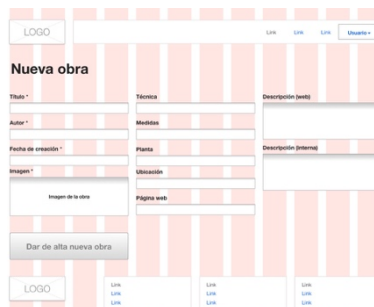 LOGO
Link Link Link Usuario
Nueva obra
Título *
Autor *
Fecha de creación *
Imagen *
Imagen de la obra
Técnica
Medidas
Planta
Ubicación
Página web
Descripción (web)
Descripción (interna)
Dar de alta nueva obra
LOGO
Link
Link
Link
Link
Link
Link
Link
Link
Link